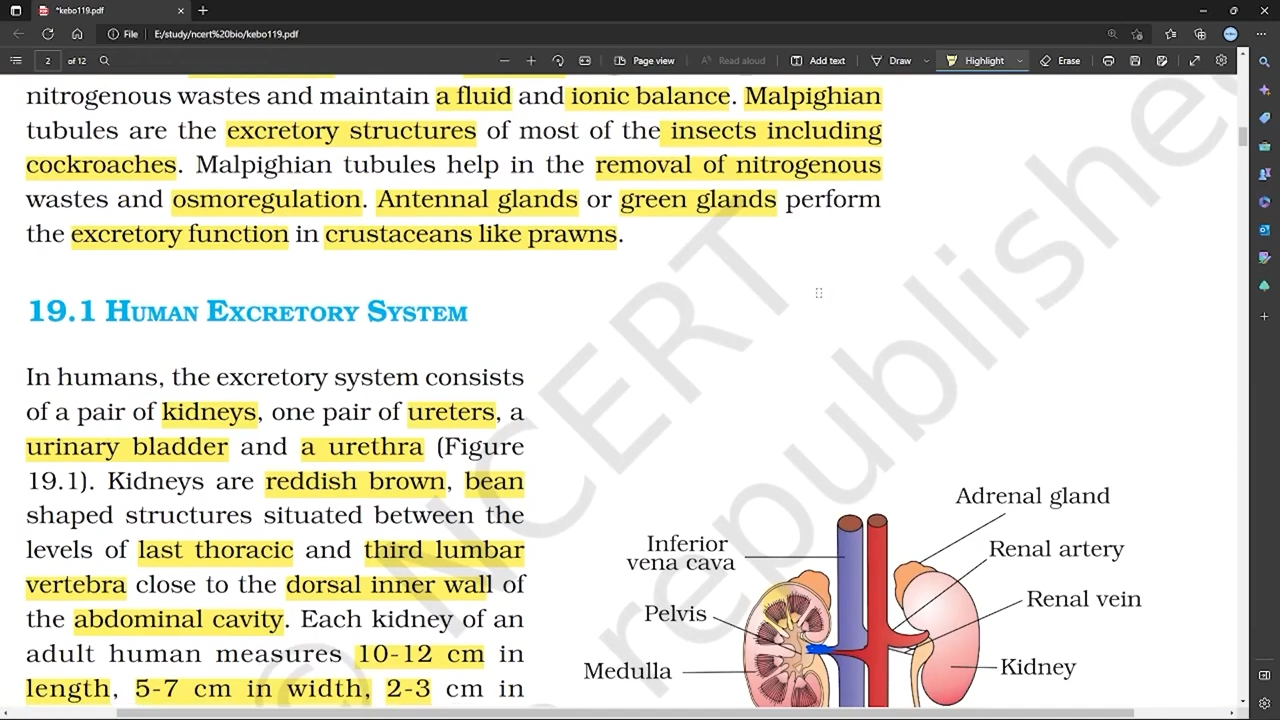 *kebo119.pdf
File
E:/study/ncert%20bio/kebo119.pdf
2
of 12
Page view
Read aloud
Add text
Draw
Highlight
Erase
nitrogenous wastes and maintain a fluid and ionic balance. Malpighian
tubules are the excretory structures of most of the insects including
cockroaches. Malpighian tubules help in the removal of nitrogenous
wastes and osmoregulation. Antennal glands or green glands perform
the excretory function in crustaceans like prawns.
19.1 HUMAN EXCRETORY SYSTEM
In humans, the excretory system consists
of a pair of kidneys, one pair of ureters, a
urinary bladder and a urethra (Figure
19.1). Kidneys are reddish brown, bean
shaped structures situated between the
levels of last thoracic and third lumbar
vertebra close to the dorsal inner wall of
the abdominal cavity. Each kidney of an
adult human measures 10-12 cm in
length, 5-7 cm in width, 2-3 cm in
Adrenal gland
Inferior
vena cava
Renal artery
Renal vein
Pelvis
Medulla
Kidney
© NCERT
republishe